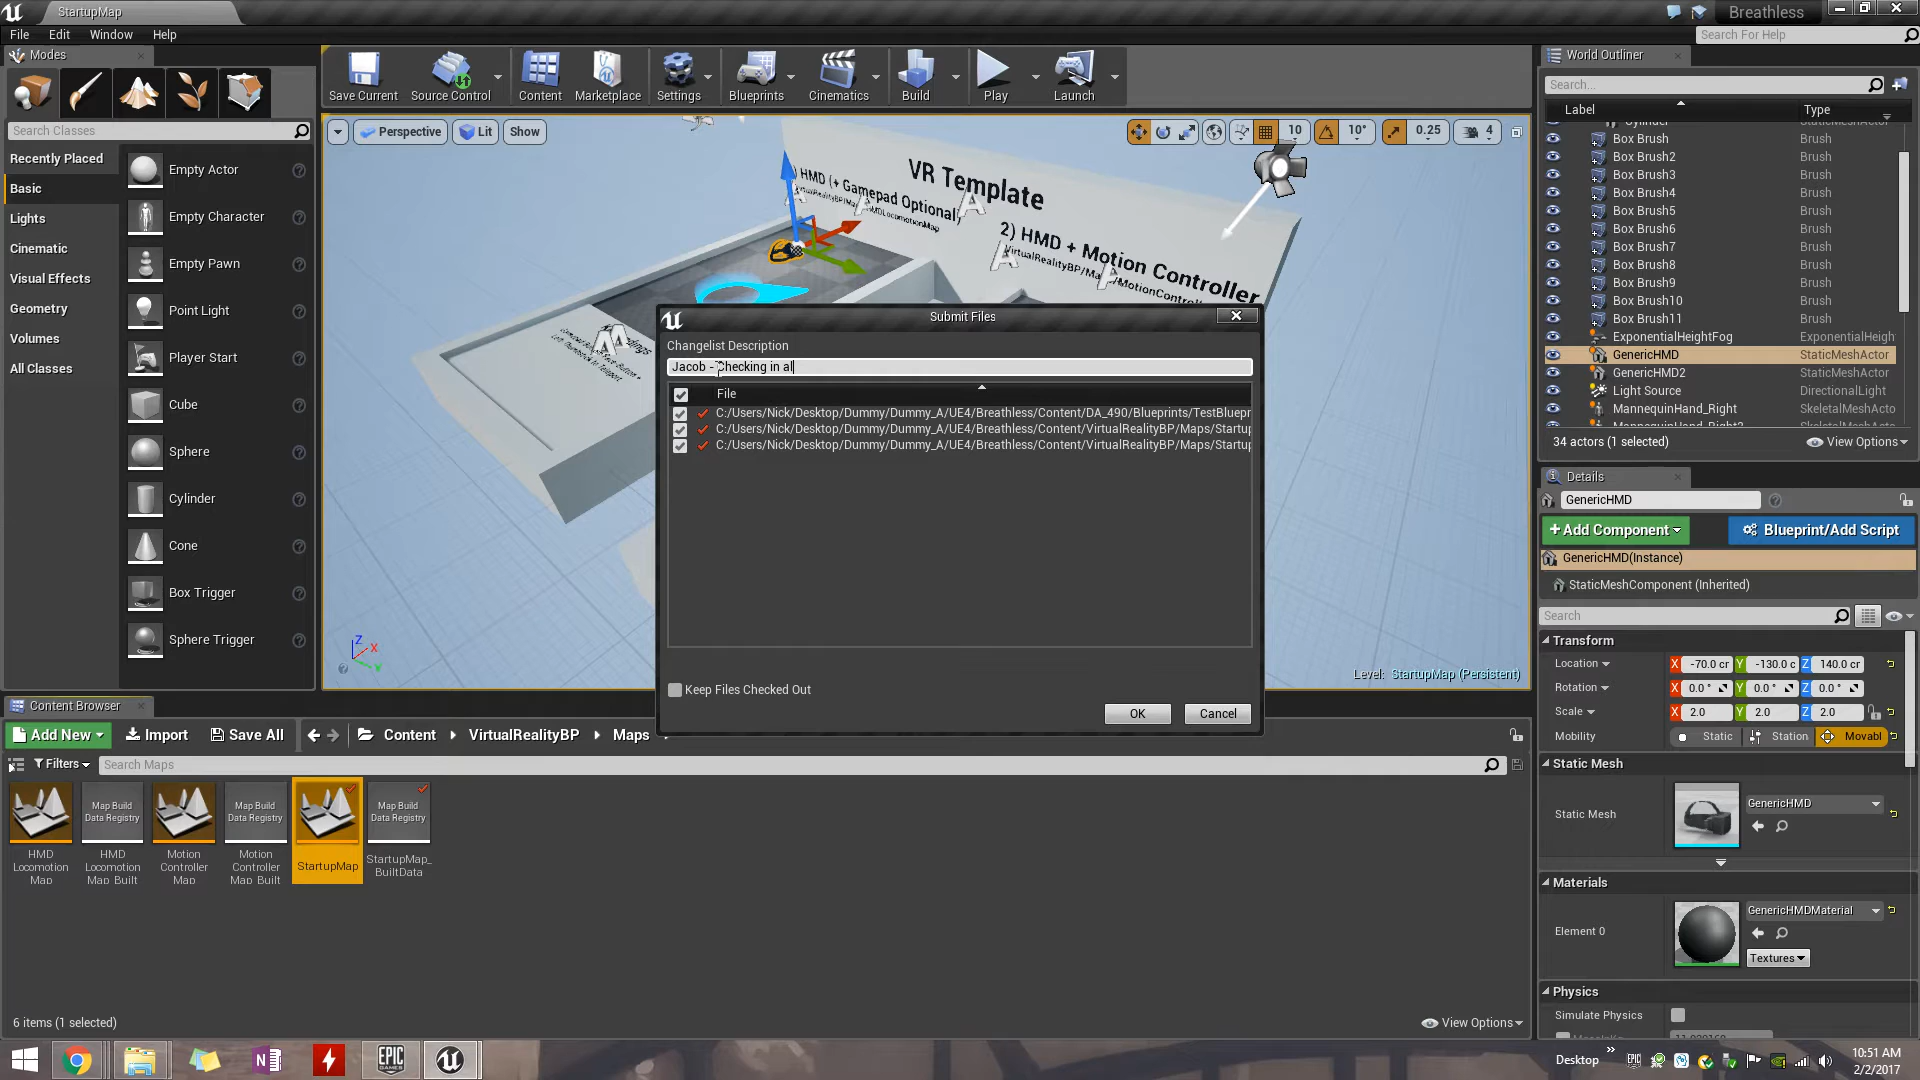 StartupMap
Breathless
File Edit Window Help
Search For Help
Modes
Save Current
Source Control
Content
Marketplace
Settings
Blueprints
Cinematics
Build
Play
Launch
World Outliner
Search...
Label Type
Search Classes
Recently Placed
Basic
Lights
Cinematic
Visual Effects
Geometry
Volumes
All Classes
Empty Actor
Empty Character
Empty Pawn
Point Light
Player Start
Cube
Sphere
Cylinder
Cone
Box Trigger
Sphere Trigger
Perspective Lit Show
10 10° 0.25 4
VR Template
HMD (+ Gamepad Optional)
2) HMD + Motion Controller
Submit Files
Changelist Description
Jacob - Checking in al
File
C:/Users/Nick/Desktop/Dummy/Dummy_A/UE4/Breathless/Content/DA_490/Blueprints/TestBluepr
C:/Users/Nick/Desktop/Dummy/Dummy_A/UE4/Breathless/Content/VirtualRealityBP/Maps/Startup
C:/Users/Nick/Desktop/Dummy/Dummy_A/UE4/Breathless/Content/VirtualRealityBP/Maps/Startup
Keep Files Checked Out
OK Cancel
Level: StartupMap (Persistent)
Box Brush Brush
Box Brush2 Brush
Box Brush3 Brush
Box Brush4 Brush
Box Brush5 Brush
Box Brush6 Brush
Box Brush7 Brush
Box Brush8 Brush
Box Brush9 Brush
Box Brush10 Brush
Box Brush11 Brush
ExponentialHeightFog ExponentialHeigh
GenericHMD StaticMeshActor
GenericHMD2 StaticMeshActor
Light Source DirectionalLight
MannequinHand_Right SkeletalMeshActo
34 actors (1 selected) View Options
Details
GenericHMD
+Add Component Blueprint/Add Script
GenericHMD(Instance)
StaticMeshComponent (Inherited)
Search
Transform
Location X -70.0 cr Y -130.0 c Z 140.0 cr
Rotation X 0.0 ° Y 0.0 ° Z 0.0 °
Scale X 2.0 Y 2.0 Z 2.0
Mobility Static Station Movabl
Static Mesh
Static Mesh GenericHMD
Materials
Element 0 GenericHMDMaterial
Textures
Physics
Simulate Physics
Content Browser
Add New Import Save All Content VirtualRealityBP Maps
Filters Search Maps
Map Build Data Registry
Map Build Data Registry
Map Build Data Registry
HMD Locomotion Map
HMD Locomotion Map_Built
Motion Controller Map
Motion Controller Map_Built
StartupMap
StartupMap_BuiltData
6 items (1 selected) View Options
EPIC GAMES
Desktop
10:51 AM
2/2/2017